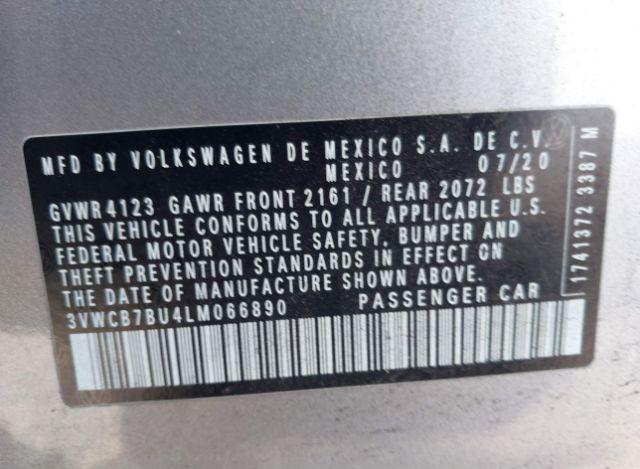 MFD BY VOLKSWAGEN DE MEXICO S.A. DE C.V.
MEXICO 07/20
GVWR 4123 GAWR FRONT 2161 / REAR 2072 LBS
THIS VEHICLE CONFORMS TO ALL APPLICABLE U.S.
FEDERAL MOTOR VEHICLE SAFETY, BUMPER AND
THEFT PREVENTION STANDARDS IN EFFECT ON
THE DATE OF MANUFACTURE SHOWN ABOVE.
3VWCB7BU4LM066890 PASSENGER CAR
1741372 3387 M